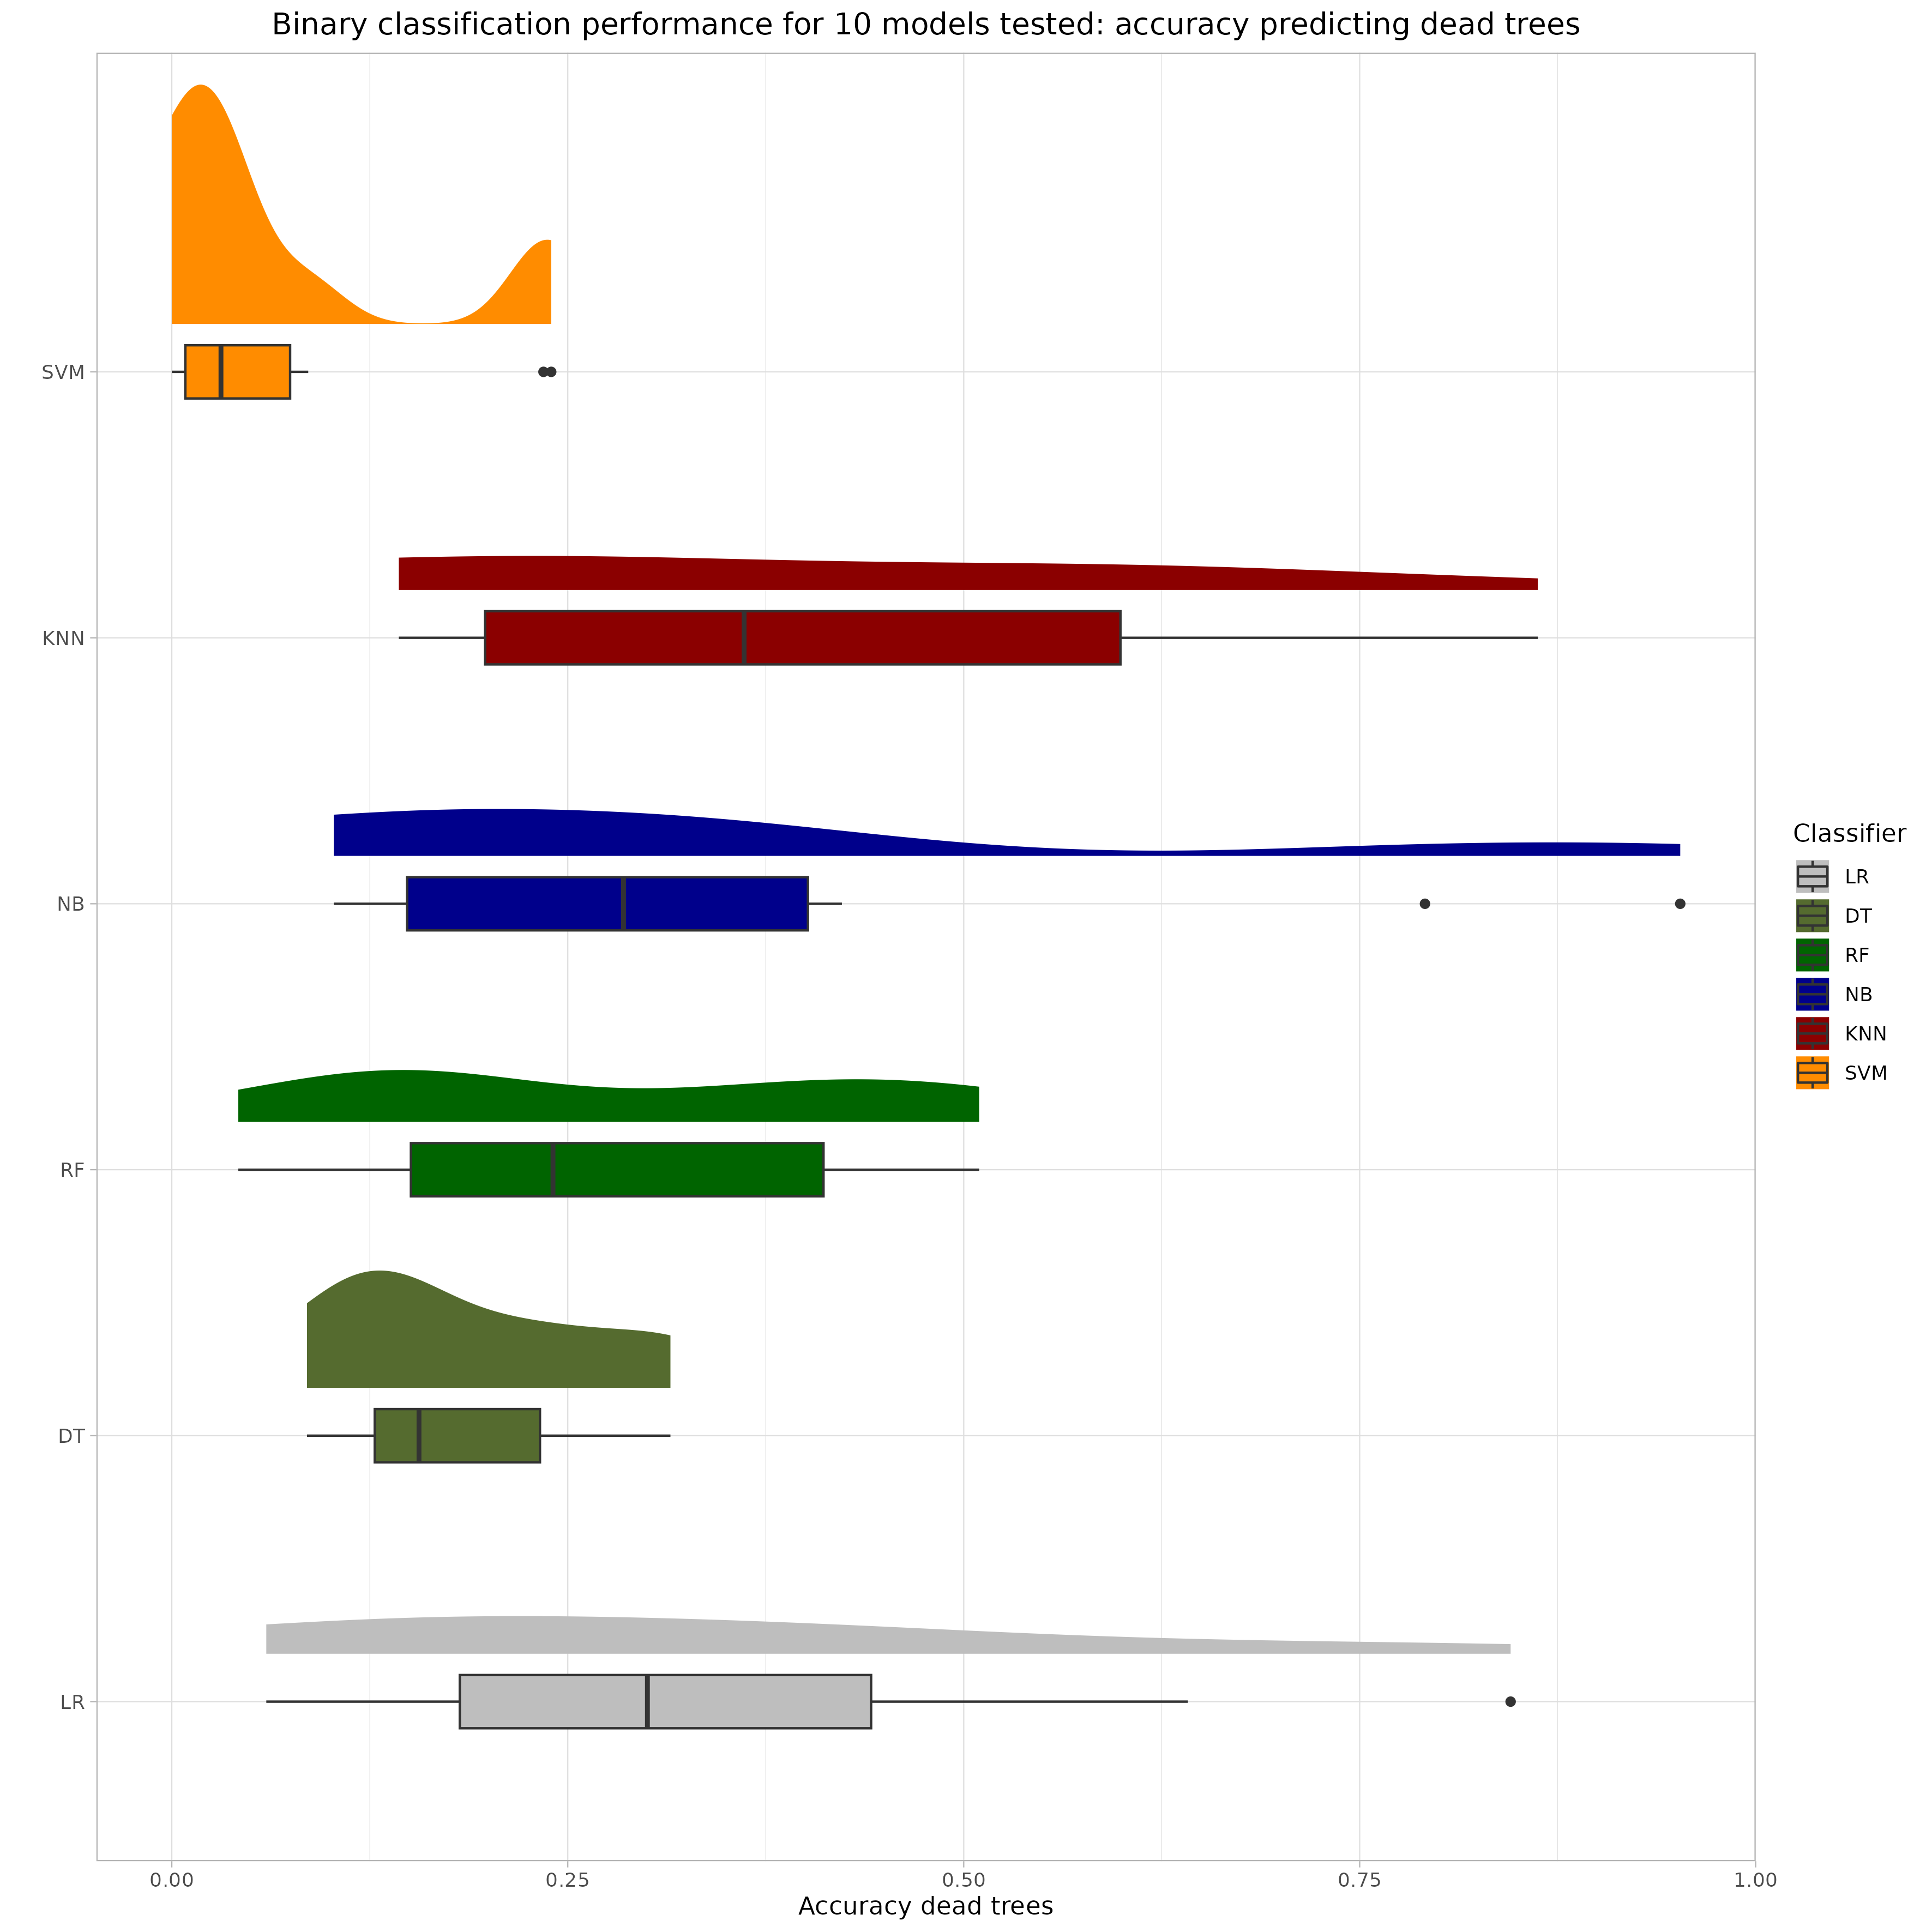 Binary classification performance for 10 models tested: accuracy predicting dead trees
SVM
KNN
NB
RF
DT
LR
0.00
0.25
0.50
0.75
1.00
Accuracy dead trees
Classifier
LR
DT
RF
NB
KNN
SVM